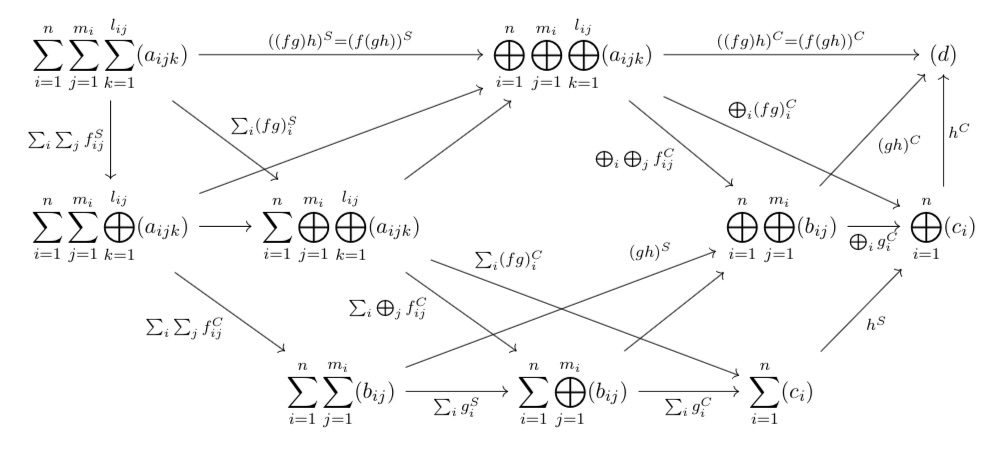 $\sum_{i=1}^{n}\sum_{j=1}^{m_i}\sum_{k=1}^{l_{ij}}(a_{ijk})$ $((fg)h)^S=(f(gh))^S$ $\bigoplus_{i=1}^{n}\bigoplus_{j=1}^{m_i}\bigoplus_{k=1}^{l_{ij}}(a_{ijk})$ $((fg)h)^C=(f(gh))^C$ $(d)$
$\sum_i\sum_j f_{ij}^S$ $\sum_i(fg)_i^S$ $\bigoplus_i\bigoplus_j f_{ij}^C$ $\bigoplus_i(fg)_i^C$ $(gh)^C$ $h^C$
$\sum_{i=1}^{n}\sum_{j=1}^{m_i}\bigoplus_{k=1}^{l_{ij}}(a_{ijk})$ $\sum_{i=1}^{n}\bigoplus_{j=1}^{m_i}\bigoplus_{k=1}^{l_{ij}}(a_{ijk})$ $\bigoplus_{i=1}^{n}\bigoplus_{j=1}^{m_i}(b_{ij})$ $\bigoplus_i g_i^C$ $\bigoplus_{i=1}^{n}(c_i)$
$\sum_i\sum_j f_{ij}^C$ $\sum_i\bigoplus_j f_{ij}^C$ $\sum_i(fg)_i^C$ $(gh)^S$ $h^S$
$\sum_{i=1}^{n}\sum_{j=1}^{m_i}(b_{ij})$ $\sum_i g_i^S$ $\sum_{i=1}^{n}\bigoplus_{j=1}^{m_i}(b_{ij})$ $\sum_i g_i^C$ $\sum_{i=1}^{n}(c_i)$